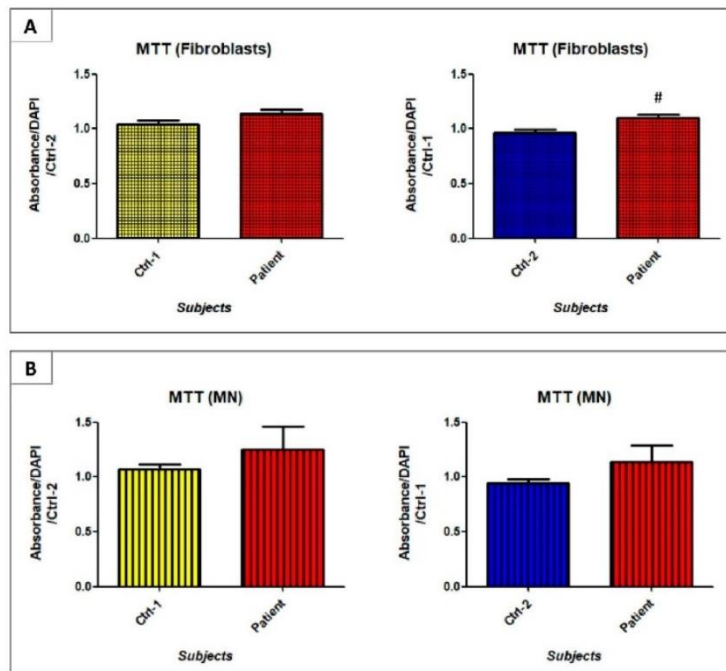 A
MTT (Fibroblasts)
Absorbance/DAPI
/Ctrl-2
1.5
1.0
0.5
0.0
Ctrl-1
Patient
Subjects
MTT (Fibroblasts)
Absorbance/DAPI
/Ctrl-1
1.5
1.0
0.5
0.0
#
Ctrl-2
Patient
Subjects
B
MTT (MN)
Absorbance/DAPI
/Ctrl-2
1.5
1.0
0.5
0.0
Ctrl-1
Patient
Subjects
MTT (MN)
Absorbance/DAPI
/Ctrl-1
1.5
1.0
0.5
0.0
Ctrl-2
Patient
Subjects